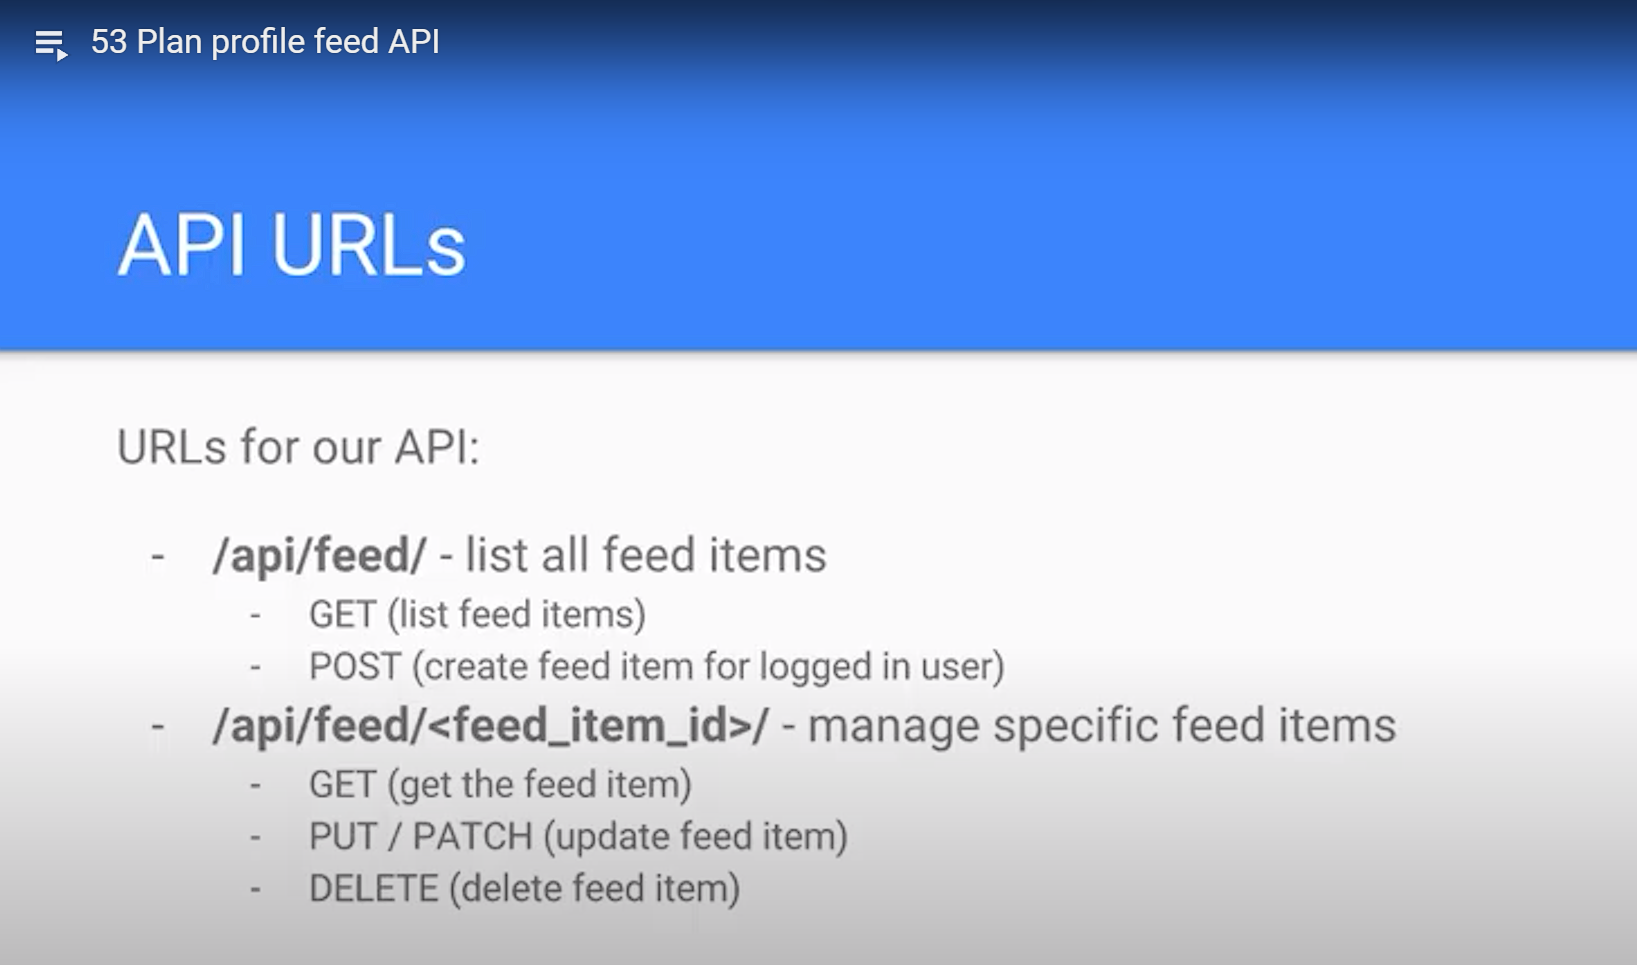 53 Plan profile feed API
API URLs
URLs for our API:
- /api/feed/ - list all feed items
- GET (list feed items)
- POST (create feed item for logged in user)
- /api/feed/<feed_item_id>/ - manage specific feed items
- GET (get the feed item)
- PUT / PATCH (update feed item)
- DELETE (delete feed item)